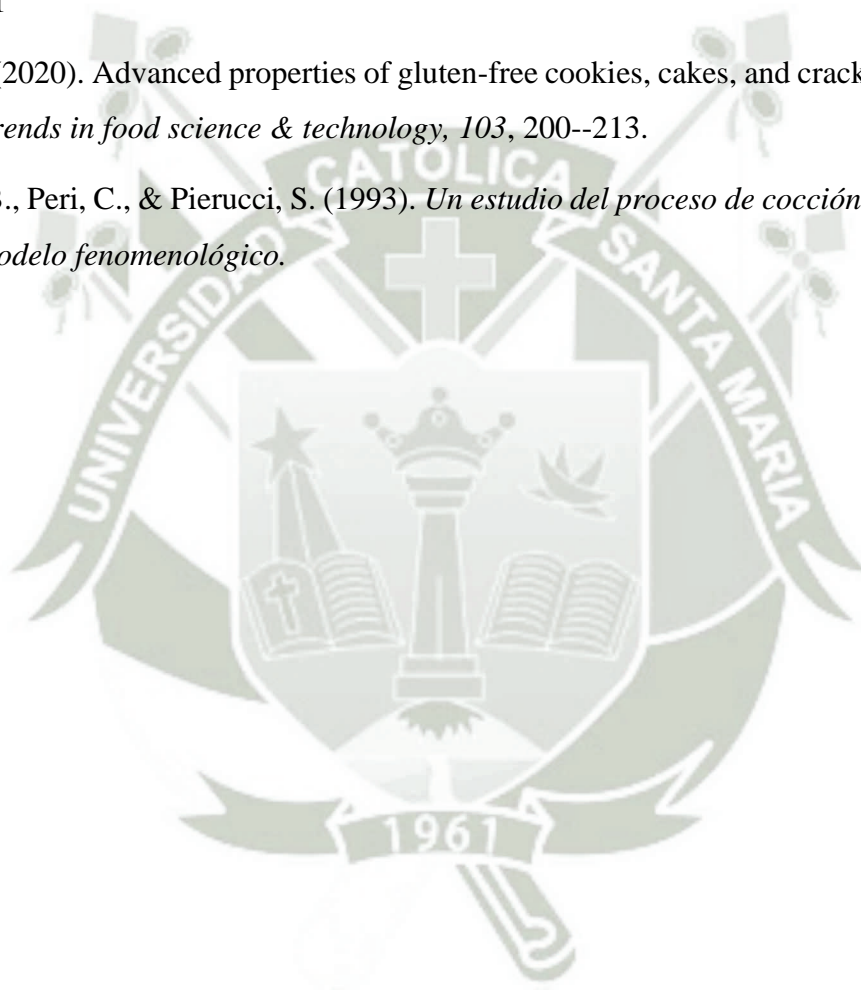 (2020). Advanced properties of gluten-free cookies, cakes, and crack
rends in food science & technology, 103, 200--213.
., Peri, C., & Pierucci, S. (1993). Un estudio del proceso de cocción
odelo fenomenológico.
UNIVERSIDAD CATOLICA SANTA MARIA
1961